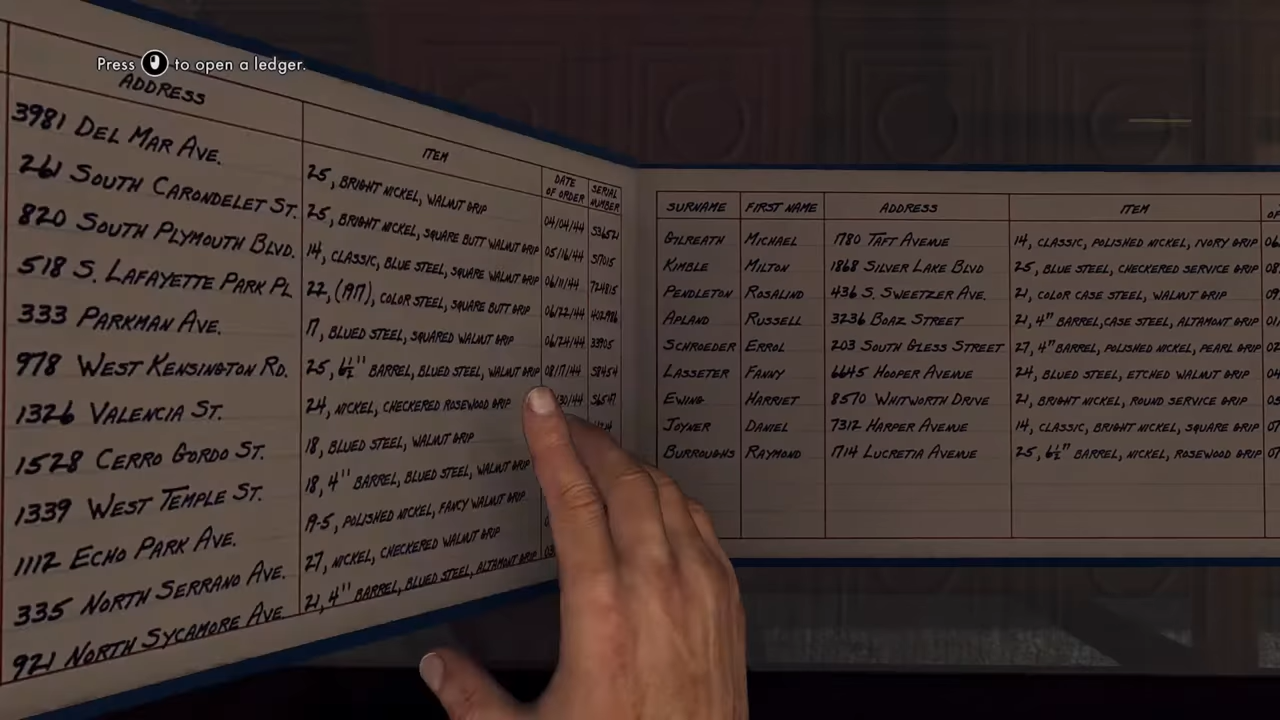 Press to open a ledger.
ADDRESS ITEM DATE OF ORDER SERIAL NUMBER
3981 DEL MAR AVE. 25, BRIGHT NICKEL, WALNUT GRIP 04/04/44 S36521
261 SOUTH CARONDELET ST. 25, BRIGHT NICKEL, SQUARE BUTT WALNUT GRIP 05/16/44 S17015
820 SOUTH PLYMOUTH BLVD. 14, CLASSIC, BLUE STEEL, SQUARE WALNUT GRIP 06/11/44 724815
518 S. LAFAYETTE PARK PL 22, (A17), COLOR STEEL, SQUARE BUTT GRIP 06/22/44 402986
333 PARKMAN AVE. 17, BLUED STEEL, SQUARED WALNUT GRIP 06/24/44 33905
978 WEST KENSINGTON RD. 25, 6½" BARREL, BLUED STEEL, WALNUT GRIP 08/17/44 S8454
1326 VALENCIA ST. 24, NICKEL, CHECKERED ROSEWOOD GRIP
1528 CERRO GORDO ST. 18, BLUED STEEL, WALNUT GRIP
1339 WEST TEMPLE ST. 18, 4" BARREL, BLUED STEEL, WALNUT GRIP
1112 ECHO PARK AVE. A-5, POLISHED NICKEL, FANCY WALNUT GRIP
335 NORTH SERRANO AVE. 27, NICKEL, CHECKERED WALNUT GRIP
921 NORTH SYCAMORE AVE. 21, 4" BARREL, BLUED STEEL, ALTAMONT GRIP
SURNAME FIRST NAME ADDRESS ITEM
GILREATH MICHAEL 1780 TAFT AVENUE 14, CLASSIC, POLISHED NICKEL, IVORY GRIP
KIMBLE MILTON 1868 SILVER LAKE BLVD 25, BLUE STEEL, CHECKERED SERVICE GRIP
PENDLETON ROSALIND 436 S. SWEETZER AVE. 21, COLOR CASE STEEL, WALNUT GRIP
APLAND RUSSELL 3236 BOAZ STREET 21, 4" BARREL, CASE STEEL, ALTAMONT GRIP
SCHROEDER ERROL 203 SOUTH GLESS STREET 27, 4" BARREL, POLISHED NICKEL, PEARL GRIP
LASSETER FANNY 6645 HOOPER AVENUE 24, BLUED STEEL, ETCHED WALNUT GRIP
EWING HARRIET 8570 WHITWORTH DRIVE 21, BRIGHT NICKEL, ROUND SERVICE GRIP
JOYNER DANIEL 7312 HARPER AVENUE 14, CLASSIC, BRIGHT NICKEL, SQUARE GRIP
BURROUGHS RAYMOND 1714 LUCRETIA AVENUE 25, 6½" BARREL, NICKEL, ROSEWOOD GRIP